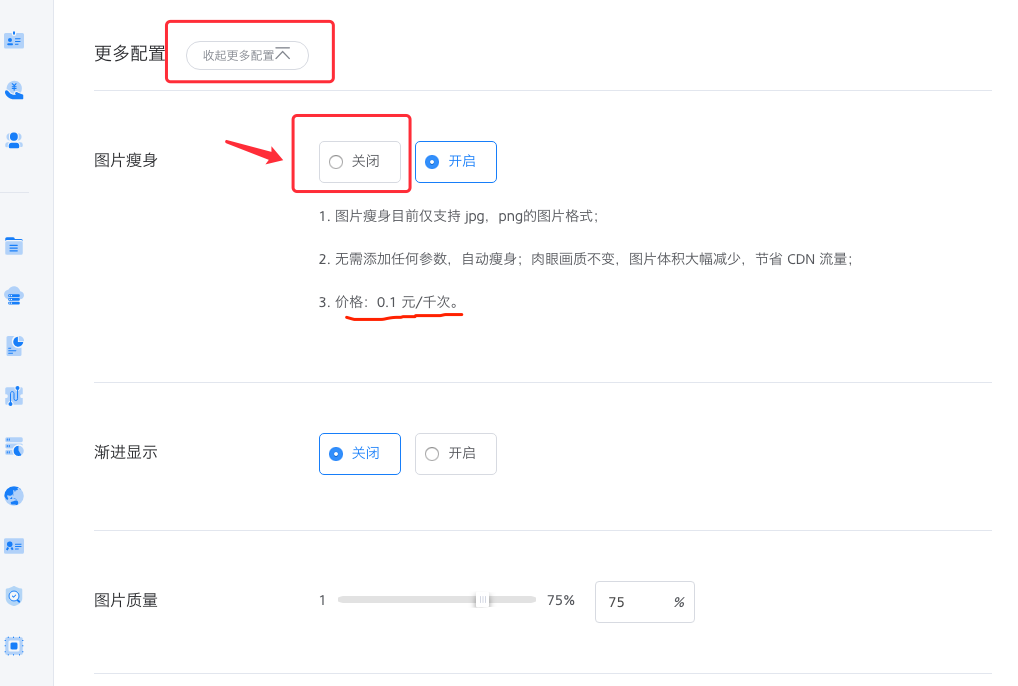 更多配置 收起更多配置
图片瘦身 关闭 开启
1. 图片瘦身目前仅支持 jpg，png的图片格式；
2. 无需添加任何参数，自动瘦身；肉眼画质不变，图片体积大幅减少，节省 CDN 流量；
3. 价格：0.1 元/千次。
渐进显示 关闭 开启
图片质量 1 75% 75 %